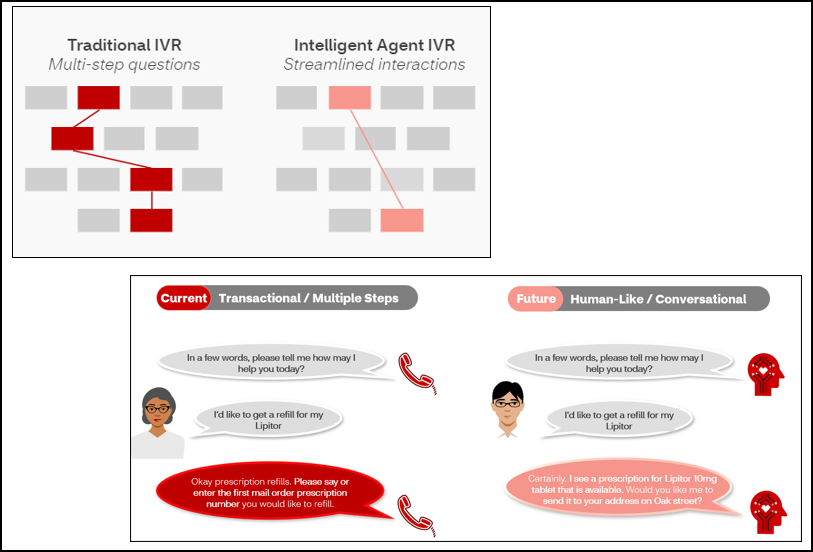 Traditional IVR
Multi-step questions
Intelligent Agent IVR
Streamlined interactions
Current
Transactional / Multiple Steps
In a few words, please tell me how may I
help you today?
I'd like to get a refill for my
Lipitor
Okay prescription refills. Please say or
enter the first mail order prescription
number you would like to refill.
Future
Human-Like / Conversational
In a few words, please tell me how may I
help you today?
I'd like to get a refill for my
Lipitor
Certainly. I see a prescription for Lipitor 10mg
tablet that is available. Would you like me to
send it to your address on Oak street?